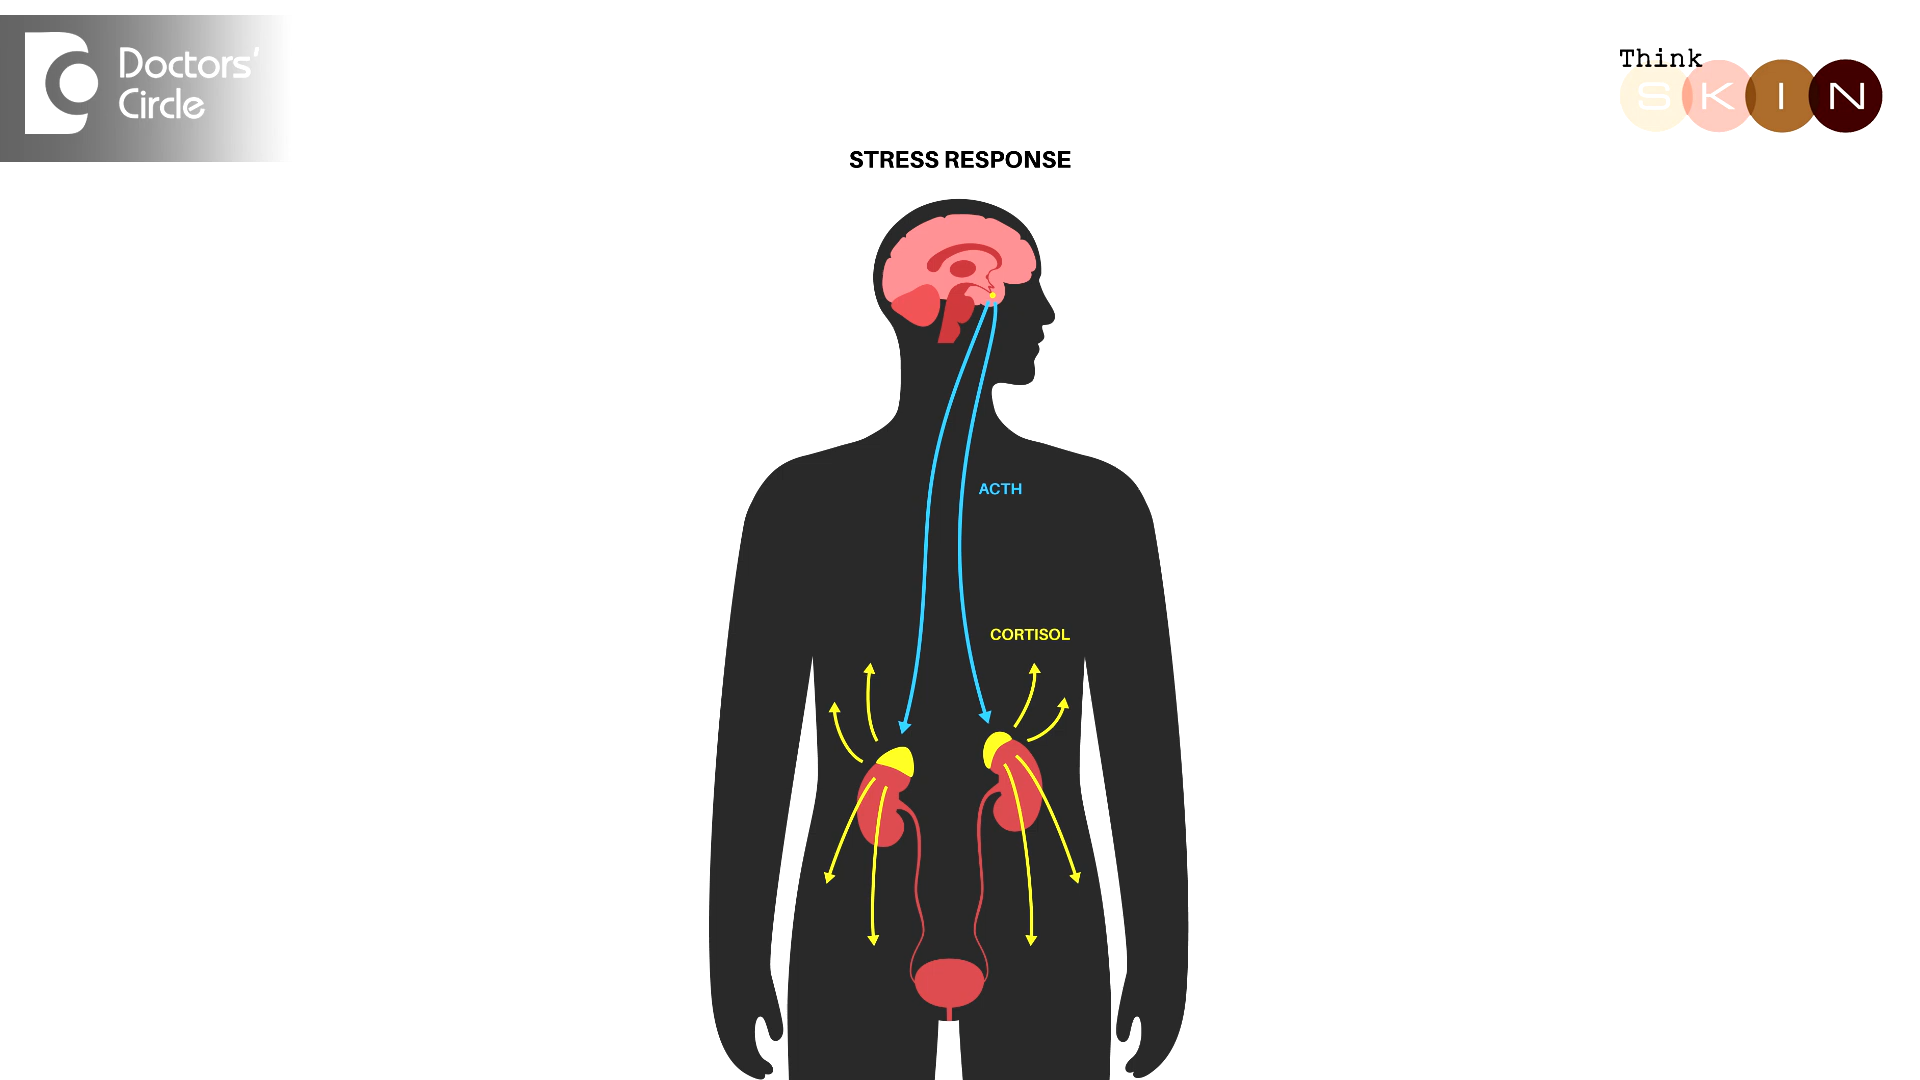 Doctors'
Circle
Think
SKIN
STRESS RESPONSE
ACTH
CORTISOL